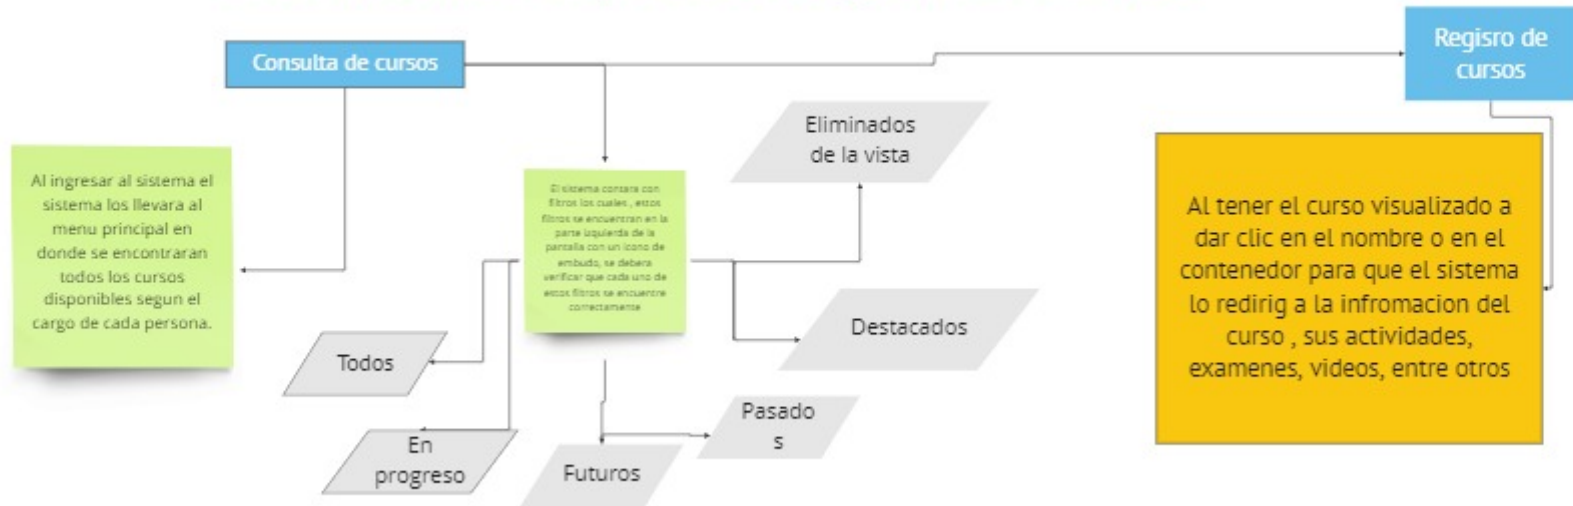 Consulta de cursos
Regisro de
cursos
Al ingresar al sistema el
sistema los llevara al
menu principal en
donde se encontraran
todos los cursos
disponibles segun el
cargo de cada persona.
El sistema contara con
filtros los cuales , estos
filtros se encuentran en la
parte izquierda de la
pantalla con un icono de
embudo, se debera
verificar que cada uno de
estos filtros se encuentre
correctamente
Eliminados
de la vista
Destacados
Todos
En
progreso
Futuros
Pasado
s
Al tener el curso visualizado a
dar clic en el nombre o en el
contenedor para que el sistema
lo redirig a la infromacion del
curso , sus actividades,
examenes, videos, entre otros